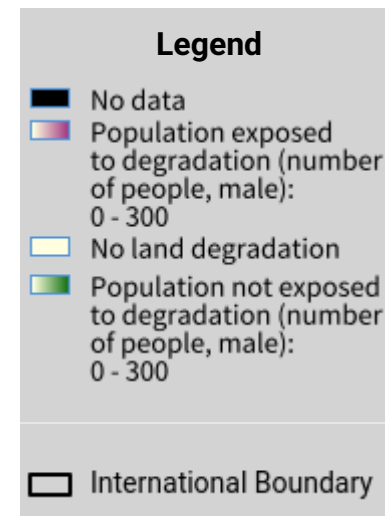 Legend
No data
Population exposed
to degradation (number
of people, male):
0 - 300
No land degradation
Population not exposed
to degradation (number
of people, male):
0 - 300
International Boundary